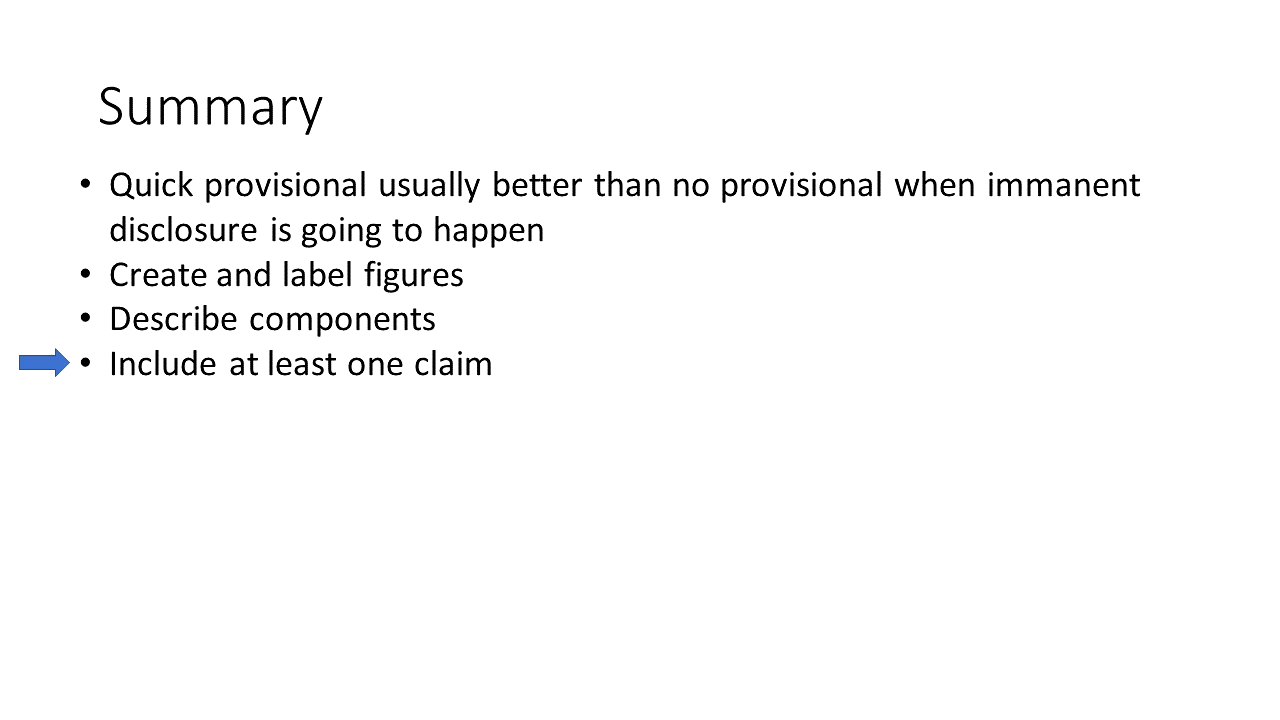 Summary
• Quick provisional usually better than no provisional when immanent
disclosure is going to happen
• Create and label figures
• Describe components
• Include at least one claim